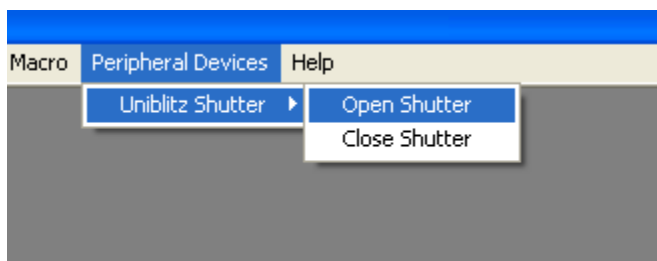 Macro Peripheral Devices Help
Uniblitz Shutter Open Shutter
Close Shutter